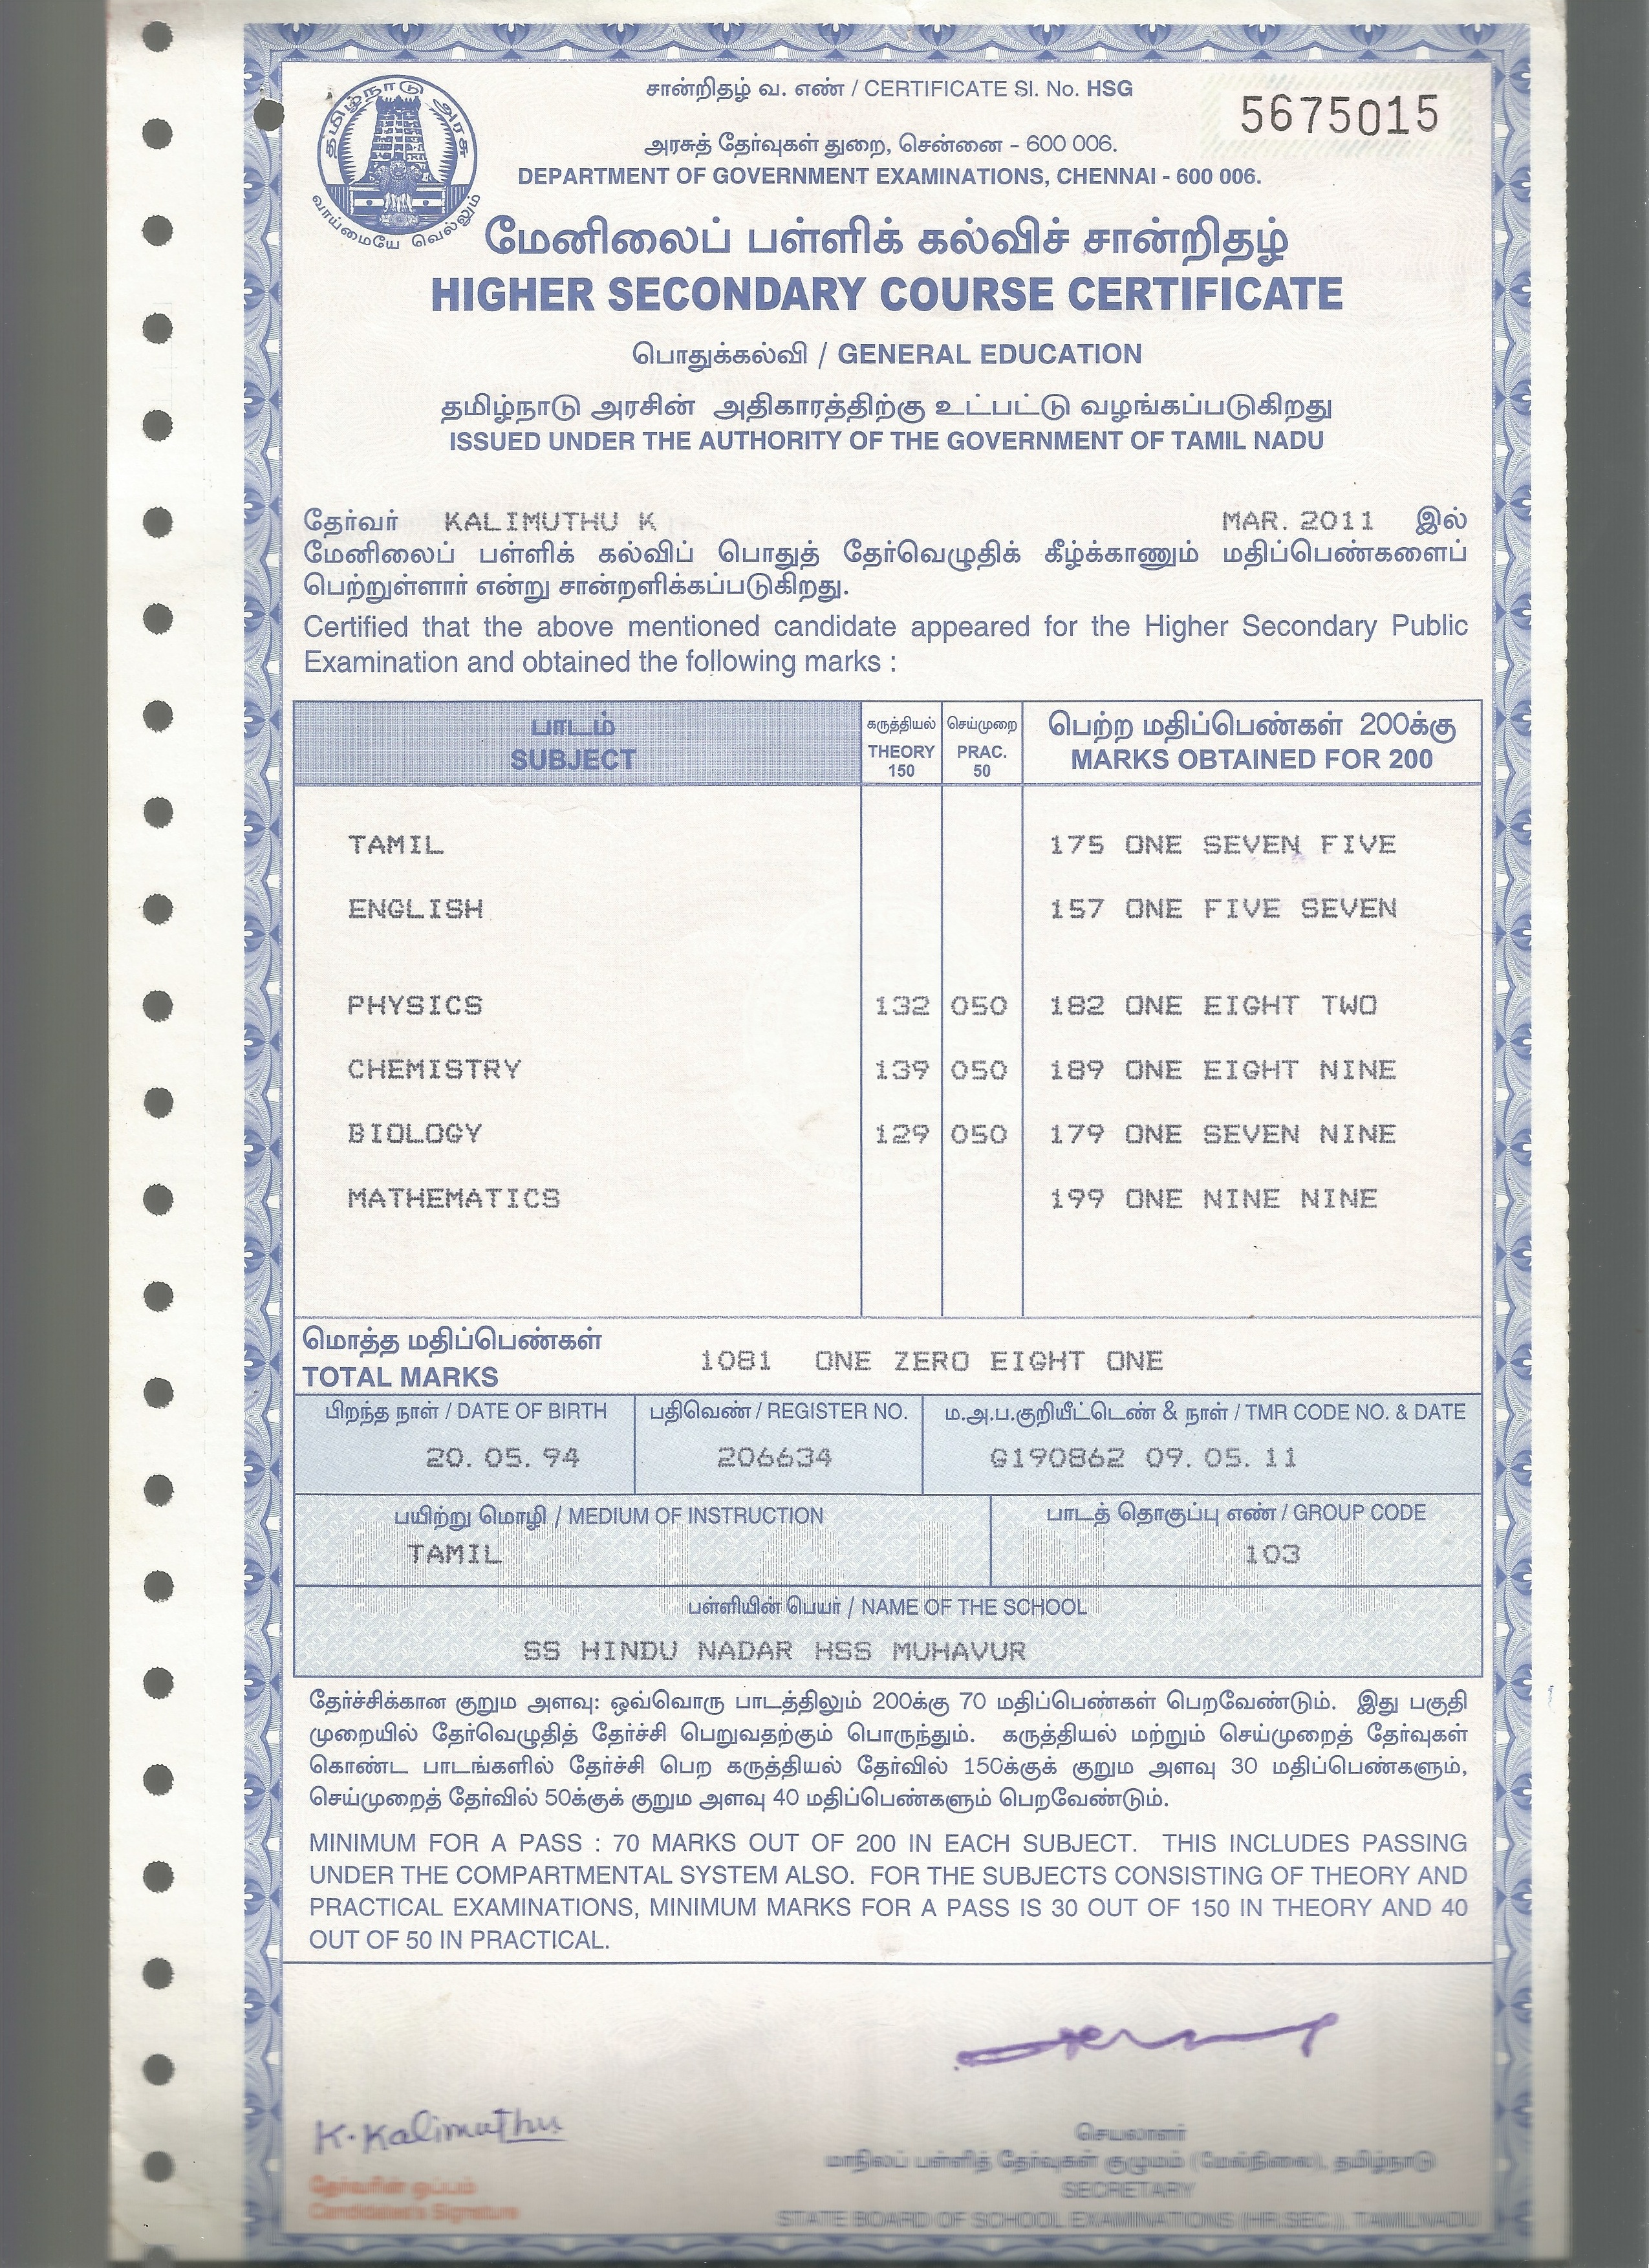 தமிழ்நாடு அரசு
வாய்மையே வெல்லும்
சான்றிதழ் வ. எண் / CERTIFICATE Sl. No. HSG
5675015
அரசுத் தேர்வுகள் துறை, சென்னை - 600 006.
DEPARTMENT OF GOVERNMENT EXAMINATIONS, CHENNAI - 600 006.
மேனிலைப் பள்ளிக் கல்விச் சான்றிதழ்
HIGHER SECONDARY COURSE CERTIFICATE
பொதுக்கல்வி / GENERAL EDUCATION
தமிழ்நாடு அரசின் அதிகாரத்திற்கு உட்பட்டு வழங்கப்படுகிறது
ISSUED UNDER THE AUTHORITY OF THE GOVERNMENT OF TAMIL NADU
தேர்வர் KALIMUTHU K MAR. 2011 இல்
மேனிலைப் பள்ளிக் கல்விப் பொதுத் தேர்வெழுதிக் கீழ்க்காணும் மதிப்பெண்களைப்
பெற்றுள்ளார் என்று சான்றளிக்கப்படுகிறது.
Certified that the above mentioned candidate appeared for the Higher Secondary Public
Examination and obtained the following marks :
பாடம் கருத்தியல் செய்முறை பெற்ற மதிப்பெண்கள் 200க்கு
SUBJECT THEORY 150 PRAC. 50 MARKS OBTAINED FOR 200
TAMIL 175 ONE SEVEN FIVE
ENGLISH 157 ONE FIVE SEVEN
PHYSICS 132 050 182 ONE EIGHT TWO
CHEMISTRY 139 050 189 ONE EIGHT NINE
BIOLOGY 129 050 179 ONE SEVEN NINE
MATHEMATICS 199 ONE NINE NINE
மொத்த மதிப்பெண்கள்
TOTAL MARKS 1081 ONE ZERO EIGHT ONE
பிறந்த நாள் / DATE OF BIRTH பதிவெண் / REGISTER NO. ம.அ.ப.குறியீட்டெண் & நாள் / TMR CODE NO. & DATE
20. 05. 94 206634 G190862 09. 05. 11
பயிற்று மொழி / MEDIUM OF INSTRUCTION பாடத் தொகுப்பு எண் / GROUP CODE
TAMIL 103
பள்ளியின் பெயர் / NAME OF THE SCHOOL
SS HINDU NADAR HSS MUHAVUR
தேர்ச்சிக்கான குறும அளவு: ஒவ்வொரு பாடத்திலும் 200க்கு 70 மதிப்பெண்கள் பெறவேண்டும். இது பகுதி
முறையில் தேர்வெழுதித் தேர்ச்சி பெறுவதற்கும் பொருந்தும். கருத்தியல் மற்றும் செய்முறைத் தேர்வுகள்
கொண்ட பாடங்களில் தேர்ச்சி பெற கருத்தியல் தேர்வில் 150க்குக் குறும அளவு 30 மதிப்பெண்களும்,
செய்முறைத் தேர்வில் 50க்குக் குறும அளவு 40 மதிப்பெண்களும் பெறவேண்டும்.
MINIMUM FOR A PASS : 70 MARKS OUT OF 200 IN EACH SUBJECT. THIS INCLUDES PASSING
UNDER THE COMPARTMENTAL SYSTEM ALSO. FOR THE SUBJECTS CONSISTING OF THEORY AND
PRACTICAL EXAMINATIONS, MINIMUM MARKS FOR A PASS IS 30 OUT OF 150 IN THEORY AND 40
OUT OF 50 IN PRACTICAL.
K. Kalimuthu
தேர்வரின் ஒப்பம்
Candidate's Signature
செயலாளர்
மாநிலப் பள்ளித் தேர்வுகள் குழுமம் (மேல்நிலை), தமிழ்நாடு
SECRETARY
STATE BOARD OF SCHOOL EXAMINATIONS (HR.SEC.), TAMILNADU